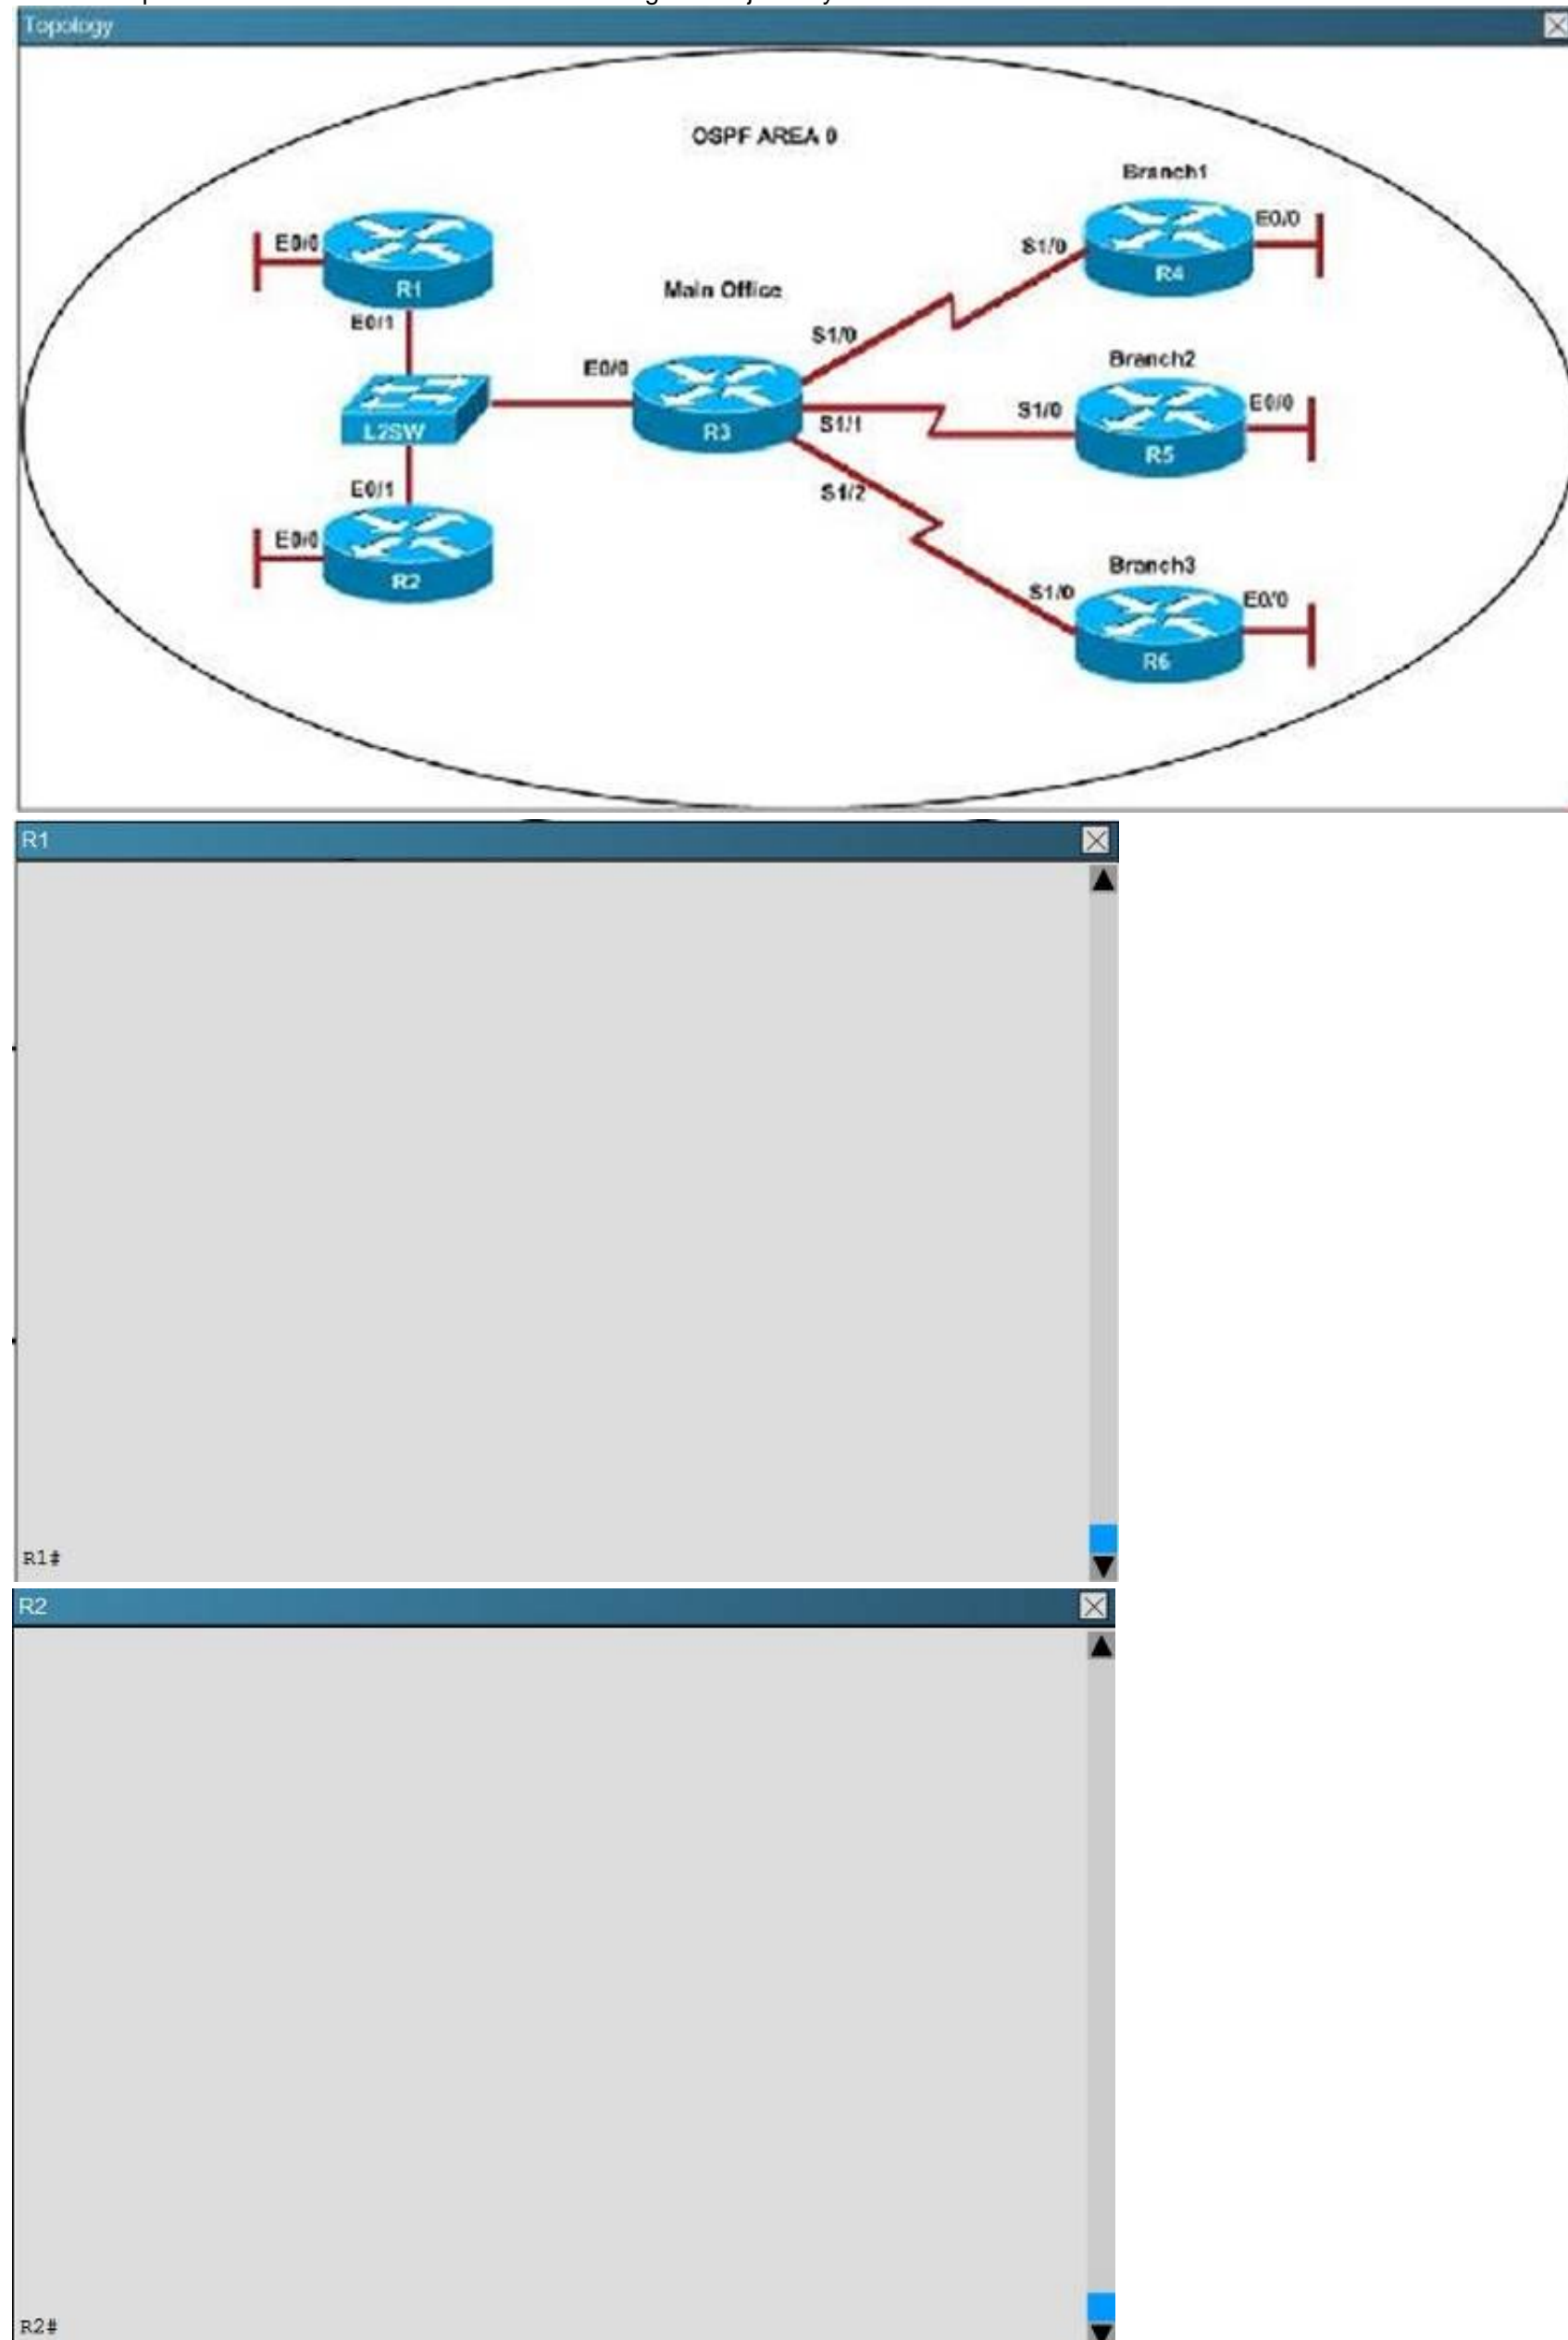 Topology
OSPF AREA 0
Branch1
E0/0
E0/0
S1/0
R4
R1
Main Office
E0/1
S1/0
E0/0
Branch2
S1/0
E0/0
L2SW
R3
S1/1
R5
E0/1
S1/2
E0/0
Branch3
R2
S1/0
E0/0
R6
R1
R1#
R2
R2#